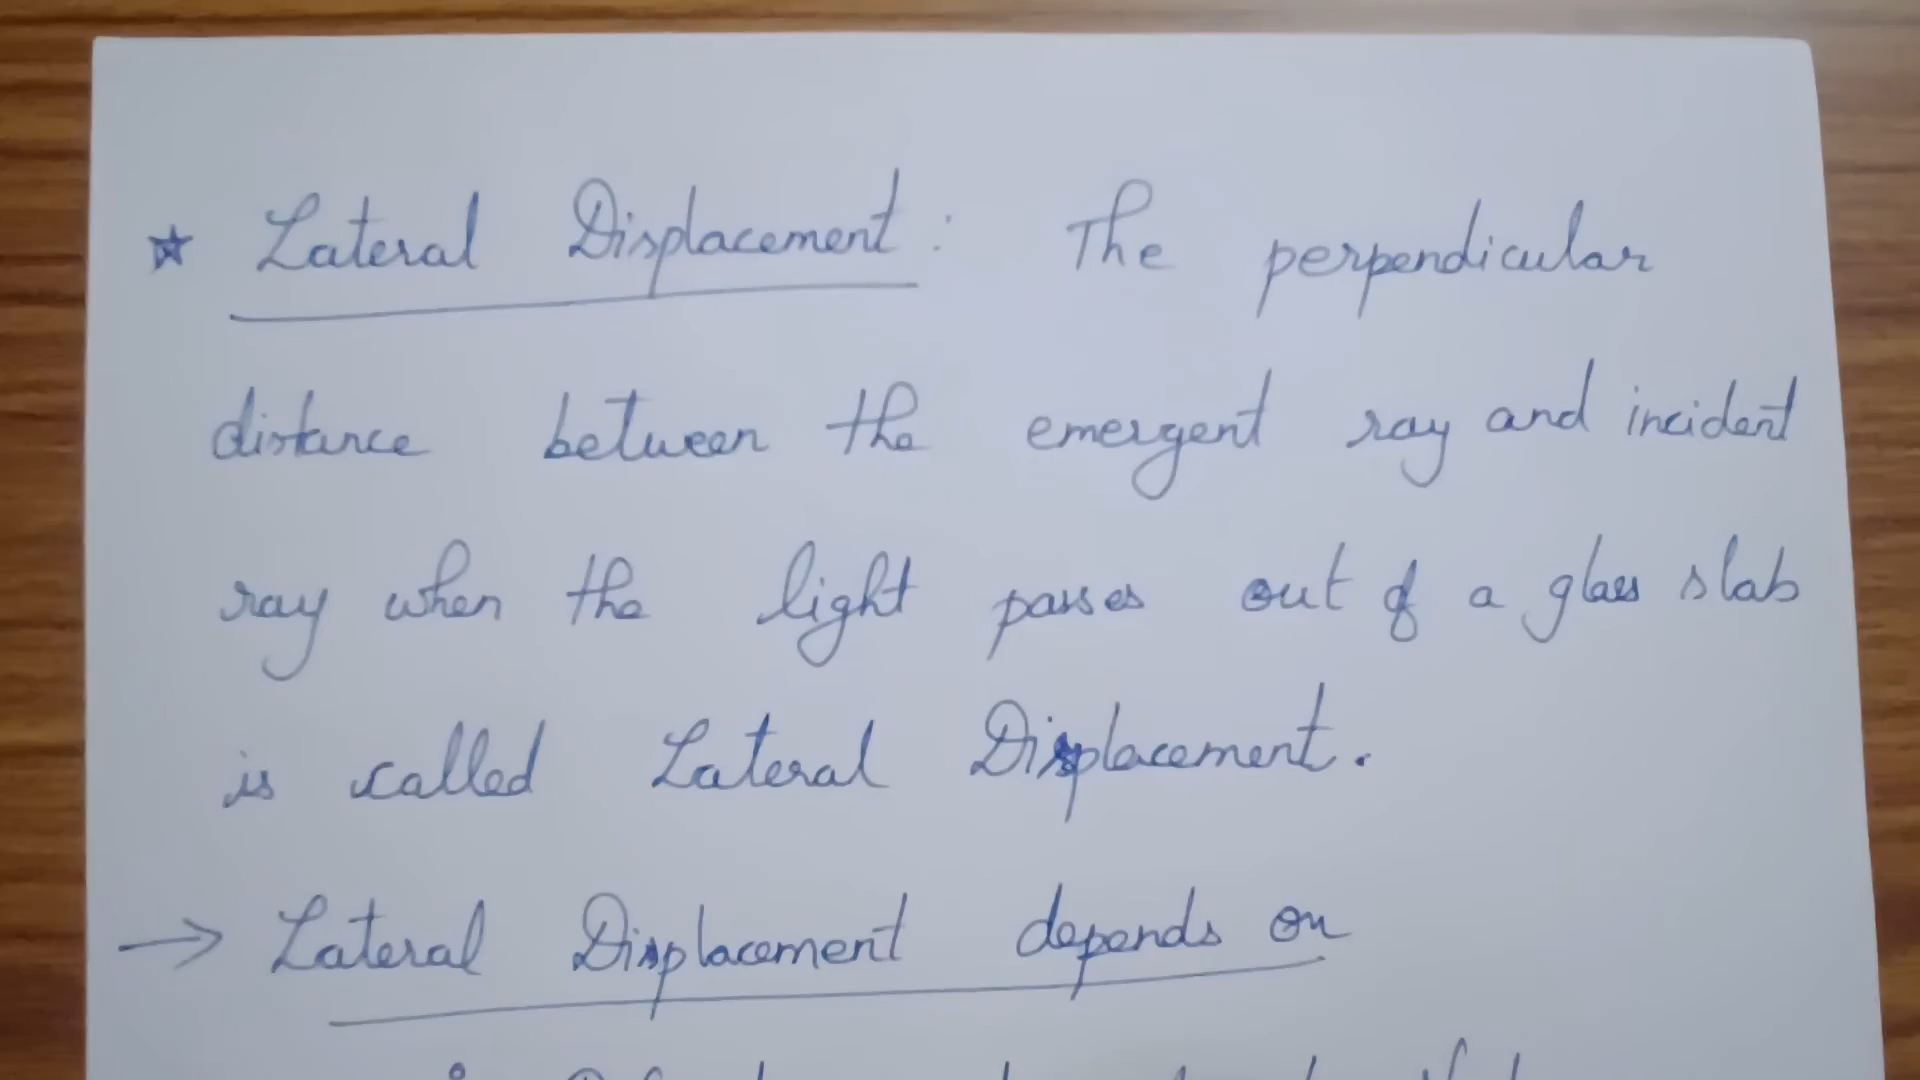 ☆ Lateral Displacement : The perpendicular
distance between the emergent ray and incident
ray when the light passes out of a glass slab
is called Lateral Displacement.
→ Lateral Displacement depends on